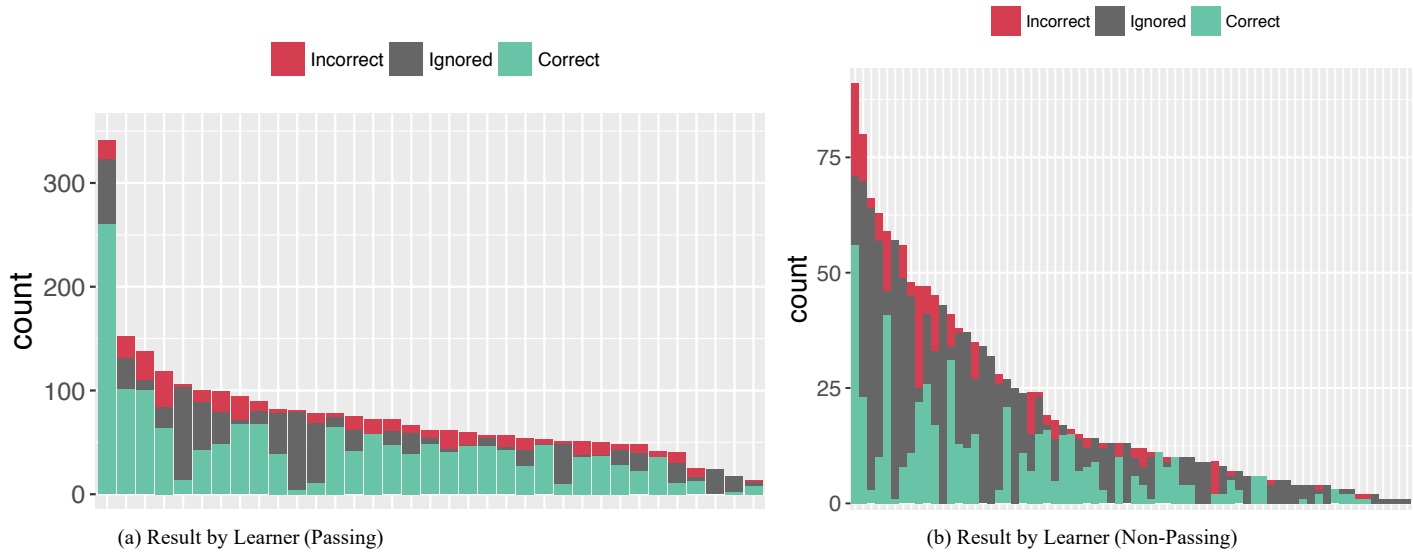 Incorrect Ignored Correct
300
200
100
0
count
(a) Result by Learner (Passing)
Incorrect Ignored Correct
75
50
25
0
count
(b) Result by Learner (Non-Passing)